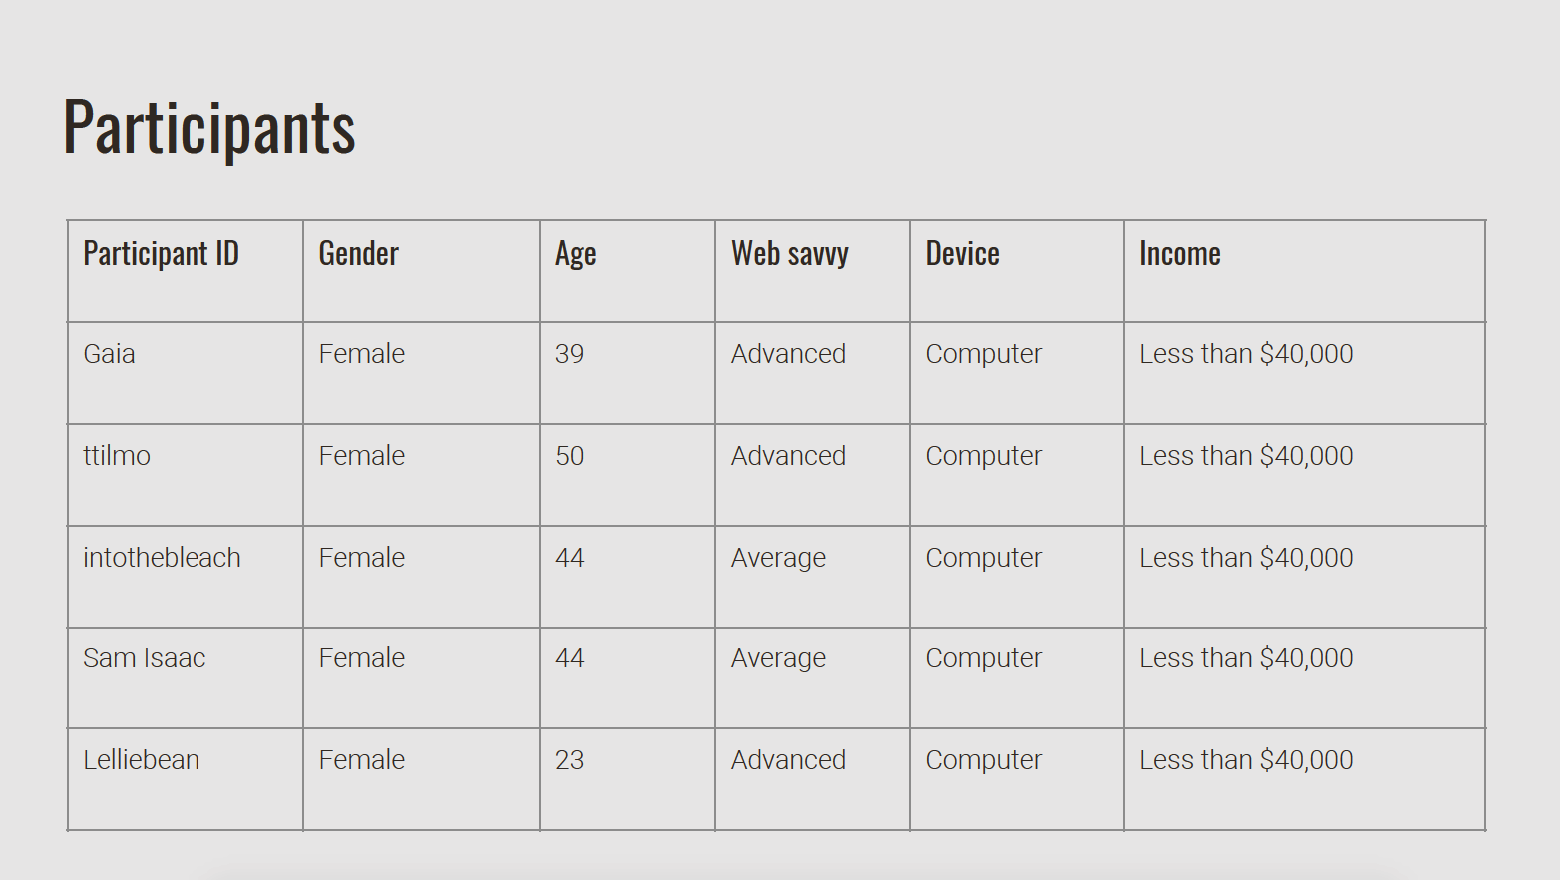 Participants
Participant ID Gender Age Web savvy Device Income
Gaia Female 39 Advanced Computer Less than $40,000
ttilmo Female 50 Advanced Computer Less than $40,000
intothebleach Female 44 Average Computer Less than $40,000
Sam Isaac Female 44 Average Computer Less than $40,000
Lelliebean Female 23 Advanced Computer Less than $40,000